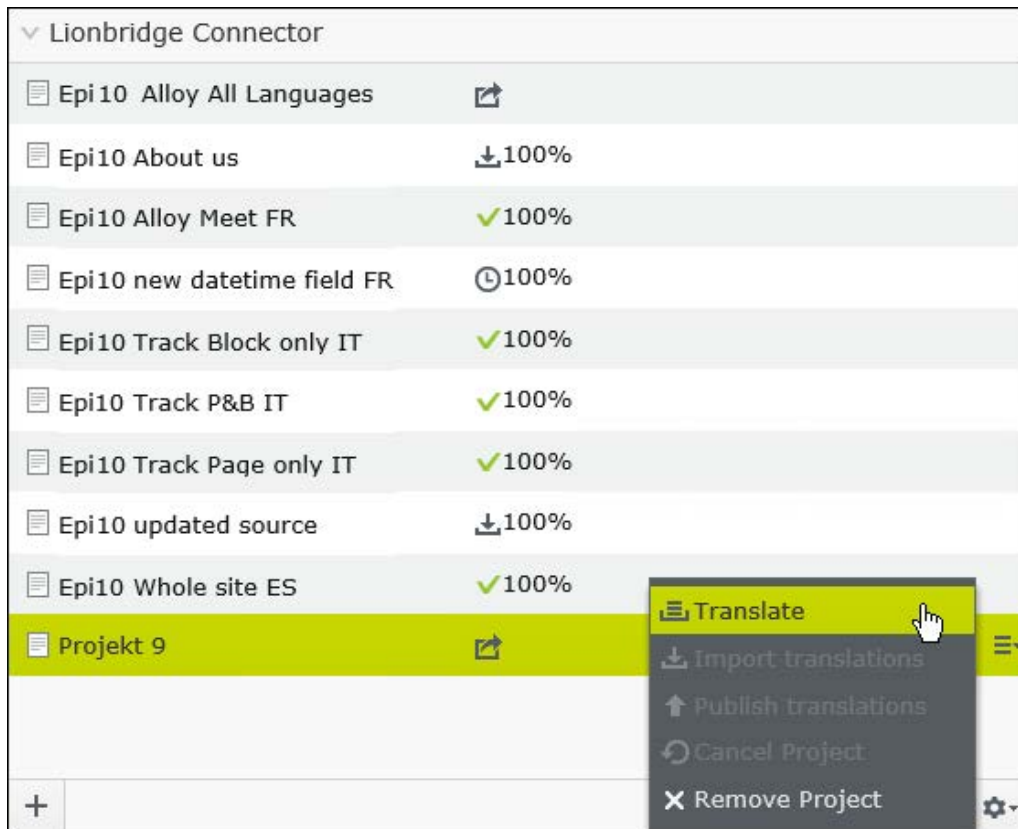 Lionbridge Connector
Epi10 Alloy All Languages
Epi10 About us 100%
Epi10 Alloy Meet FR 100%
Epi10 new datetime field FR 100%
Epi10 Track Block only IT 100%
Epi10 Track P&B IT 100%
Epi10 Track Page only IT 100%
Epi10 updated source 100%
Epi10 Whole site ES 100%
Projekt 9
Translate
Import translations
Publish translations
Cancel Project
Remove Project